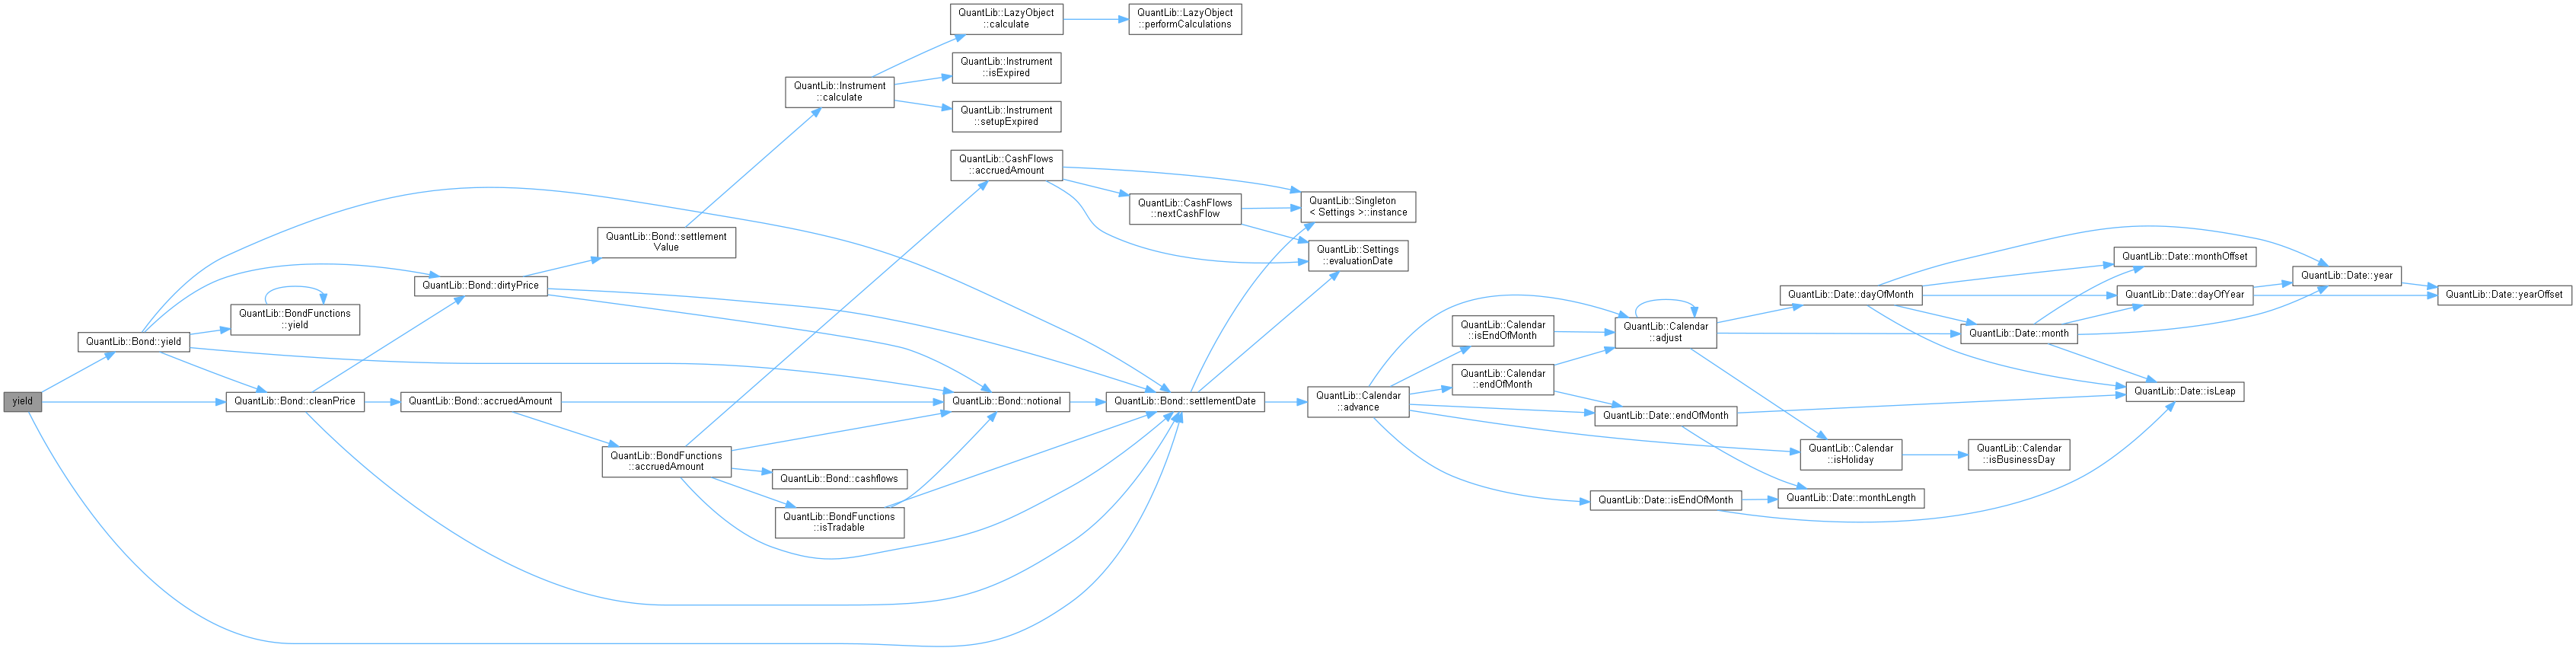 yield
QuantLib::Bond::yield
QuantLib::BondFunctions
::yield
QuantLib::Bond::cleanPrice
QuantLib::Bond::dirtyPrice
QuantLib::Bond::accruedAmount
QuantLib::Bond::settlement
Value
QuantLib::BondFunctions
::accruedAmount
QuantLib::Instrument
::calculate
QuantLib::Bond::cashflows
QuantLib::BondFunctions
::isTradable
QuantLib::LazyObject
::calculate
QuantLib::Instrument
::isExpired
QuantLib::Instrument
::setupExpired
QuantLib::CashFlows
::accruedAmount
QuantLib::Bond::notional
QuantLib::LazyObject
::performCalculations
QuantLib::CashFlows
::nextCashFlow
QuantLib::Bond::settlementDate
QuantLib::Singleton
< Settings >::instance
QuantLib::Settings
::evaluationDate
QuantLib::Calendar
::advance
QuantLib::Calendar
::isEndOfMonth
QuantLib::Calendar
::endOfMonth
QuantLib::Calendar
::adjust
QuantLib::Date::endOfMonth
QuantLib::Date::isEndOfMonth
QuantLib::Date::dayOfMonth
QuantLib::Calendar
::isHoliday
QuantLib::Date::monthLength
QuantLib::Date::month
QuantLib::Calendar
::isBusinessDay
QuantLib::Date::monthOffset
QuantLib::Date::dayOfYear
QuantLib::Date::isLeap
QuantLib::Date::year
QuantLib::Date::yearOffset